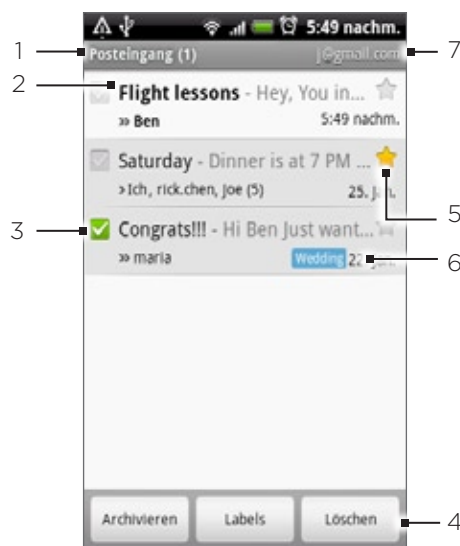 5:49 nachm.
1 Posteingang (1) j@gmail.com 7
2 Flight lessons - Hey, You in...
» Ben 5:49 nachm.
Saturday - Dinner is at 7 PM ...
› Ich, rick.chen, Joe (5) 25. Jan. 5
3 Congrats!!! - Hi Ben Just want...
» maria Wedding 22. Jan. 6
Archivieren Labels Löschen 4